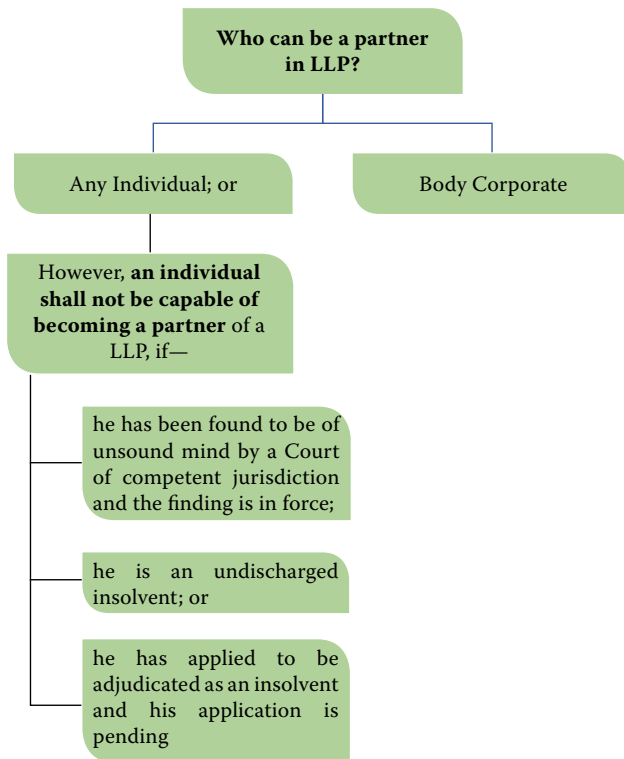 Who can be a partner
in LLP?
Any Individual; or
Body Corporate
However, an individual
shall not be capable of
becoming a partner of a
LLP, if—
he has been found to be of
unsound mind by a Court
of competent jurisdiction
and the finding is in force;
he is an undischarged
insolvent; or
he has applied to be
adjudicated as an insolvent
and his application is
pending